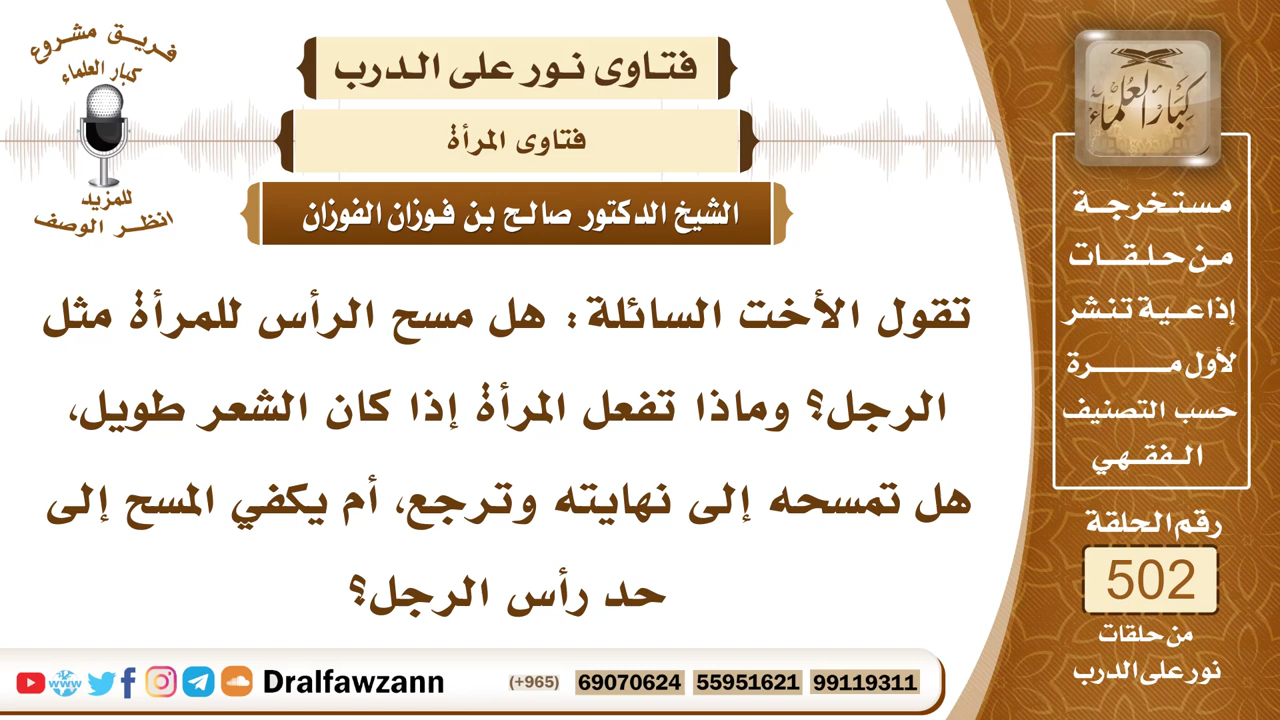 فريق مشروع
كبار العلماء
للمزيد
انظر الوصف
فتاوى نور على الدرب
فتاوى المرأة
الشيخ الدكتور صالح بن فوزان الفوزان
تقول الأخت السائلة: هل مسح الرأس للمرأة مثل
الرجل؟ وماذا تفعل المرأة إذا كان الشعر طويل،
هل تمسحه إلى نهايته وترجع، أم يكفي المسح إلى
حد رأس الرجل؟
كبار العلماء
مستخرجة
من حلقات
إذاعية تنشر
لأول مرة
حسب التصنيف
الفقهي
رقم الحلقة
502
من حلقات
نور على الدرب
www Dralfawzann (+965) 69070624 55951621 99119311